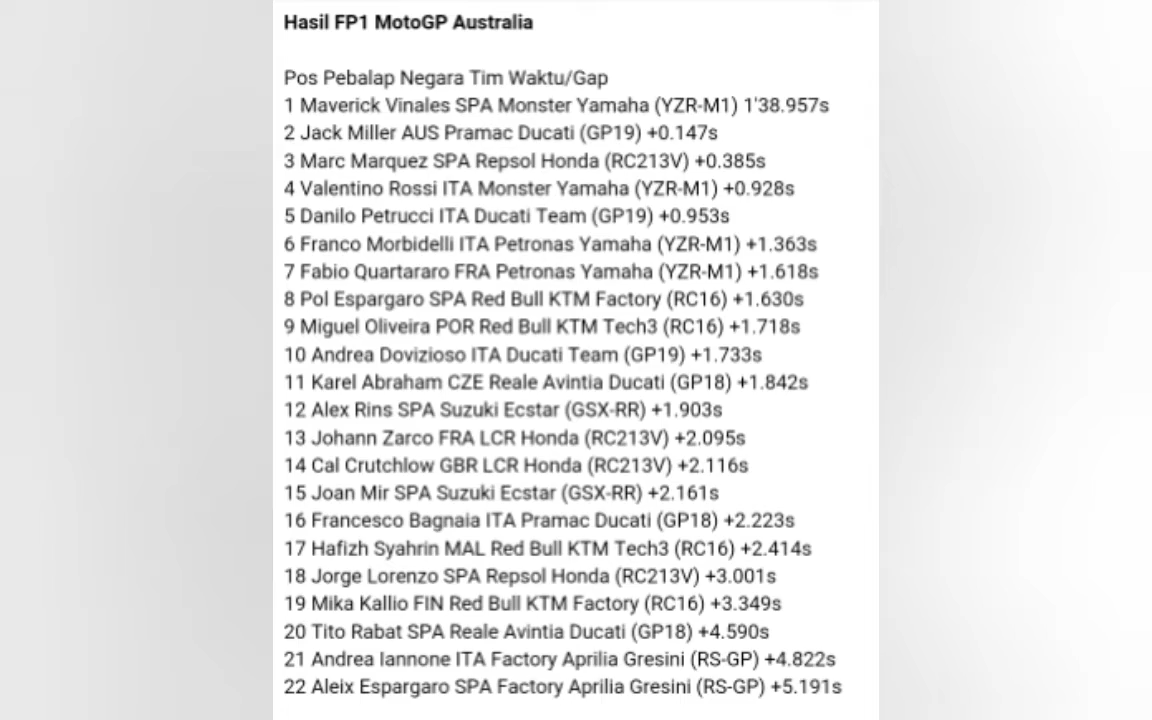 Hasil FP1 MotoGP Australia
Pos Pebalap Negara Tim Waktu/Gap
1 Maverick Vinales SPA Monster Yamaha (YZR-M1) 1'38.957s
2 Jack Miller AUS Pramac Ducati (GP19) +0.147s
3 Marc Marquez SPA Repsol Honda (RC213V) +0.385s
4 Valentino Rossi ITA Monster Yamaha (YZR-M1) +0.928s
5 Danilo Petrucci ITA Ducati Team (GP19) +0.953s
6 Franco Morbidelli ITA Petronas Yamaha (YZR-M1) +1.363s
7 Fabio Quartararo FRA Petronas Yamaha (YZR-M1) +1.618s
8 Pol Espargaro SPA Red Bull KTM Factory (RC16) +1.630s
9 Miguel Oliveira POR Red Bull KTM Tech3 (RC16) +1.718s
10 Andrea Dovizioso ITA Ducati Team (GP19) +1.733s
11 Karel Abraham CZE Reale Avintia Ducati (GP18) +1.842s
12 Alex Rins SPA Suzuki Ecstar (GSX-RR) +1.903s
13 Johann Zarco FRA LCR Honda (RC213V) +2.095s
14 Cal Crutchlow GBR LCR Honda (RC213V) +2.116s
15 Joan Mir SPA Suzuki Ecstar (GSX-RR) +2.161s
16 Francesco Bagnaia ITA Pramac Ducati (GP18) +2.223s
17 Hafizh Syahrin MAL Red Bull KTM Tech3 (RC16) +2.414s
18 Jorge Lorenzo SPA Repsol Honda (RC213V) +3.001s
19 Mika Kallio FIN Red Bull KTM Factory (RC16) +3.349s
20 Tito Rabat SPA Reale Avintia Ducati (GP18) +4.590s
21 Andrea Iannone ITA Factory Aprilia Gresini (RS-GP) +4.822s
22 Aleix Espargaro SPA Factory Aprilia Gresini (RS-GP) +5.191s